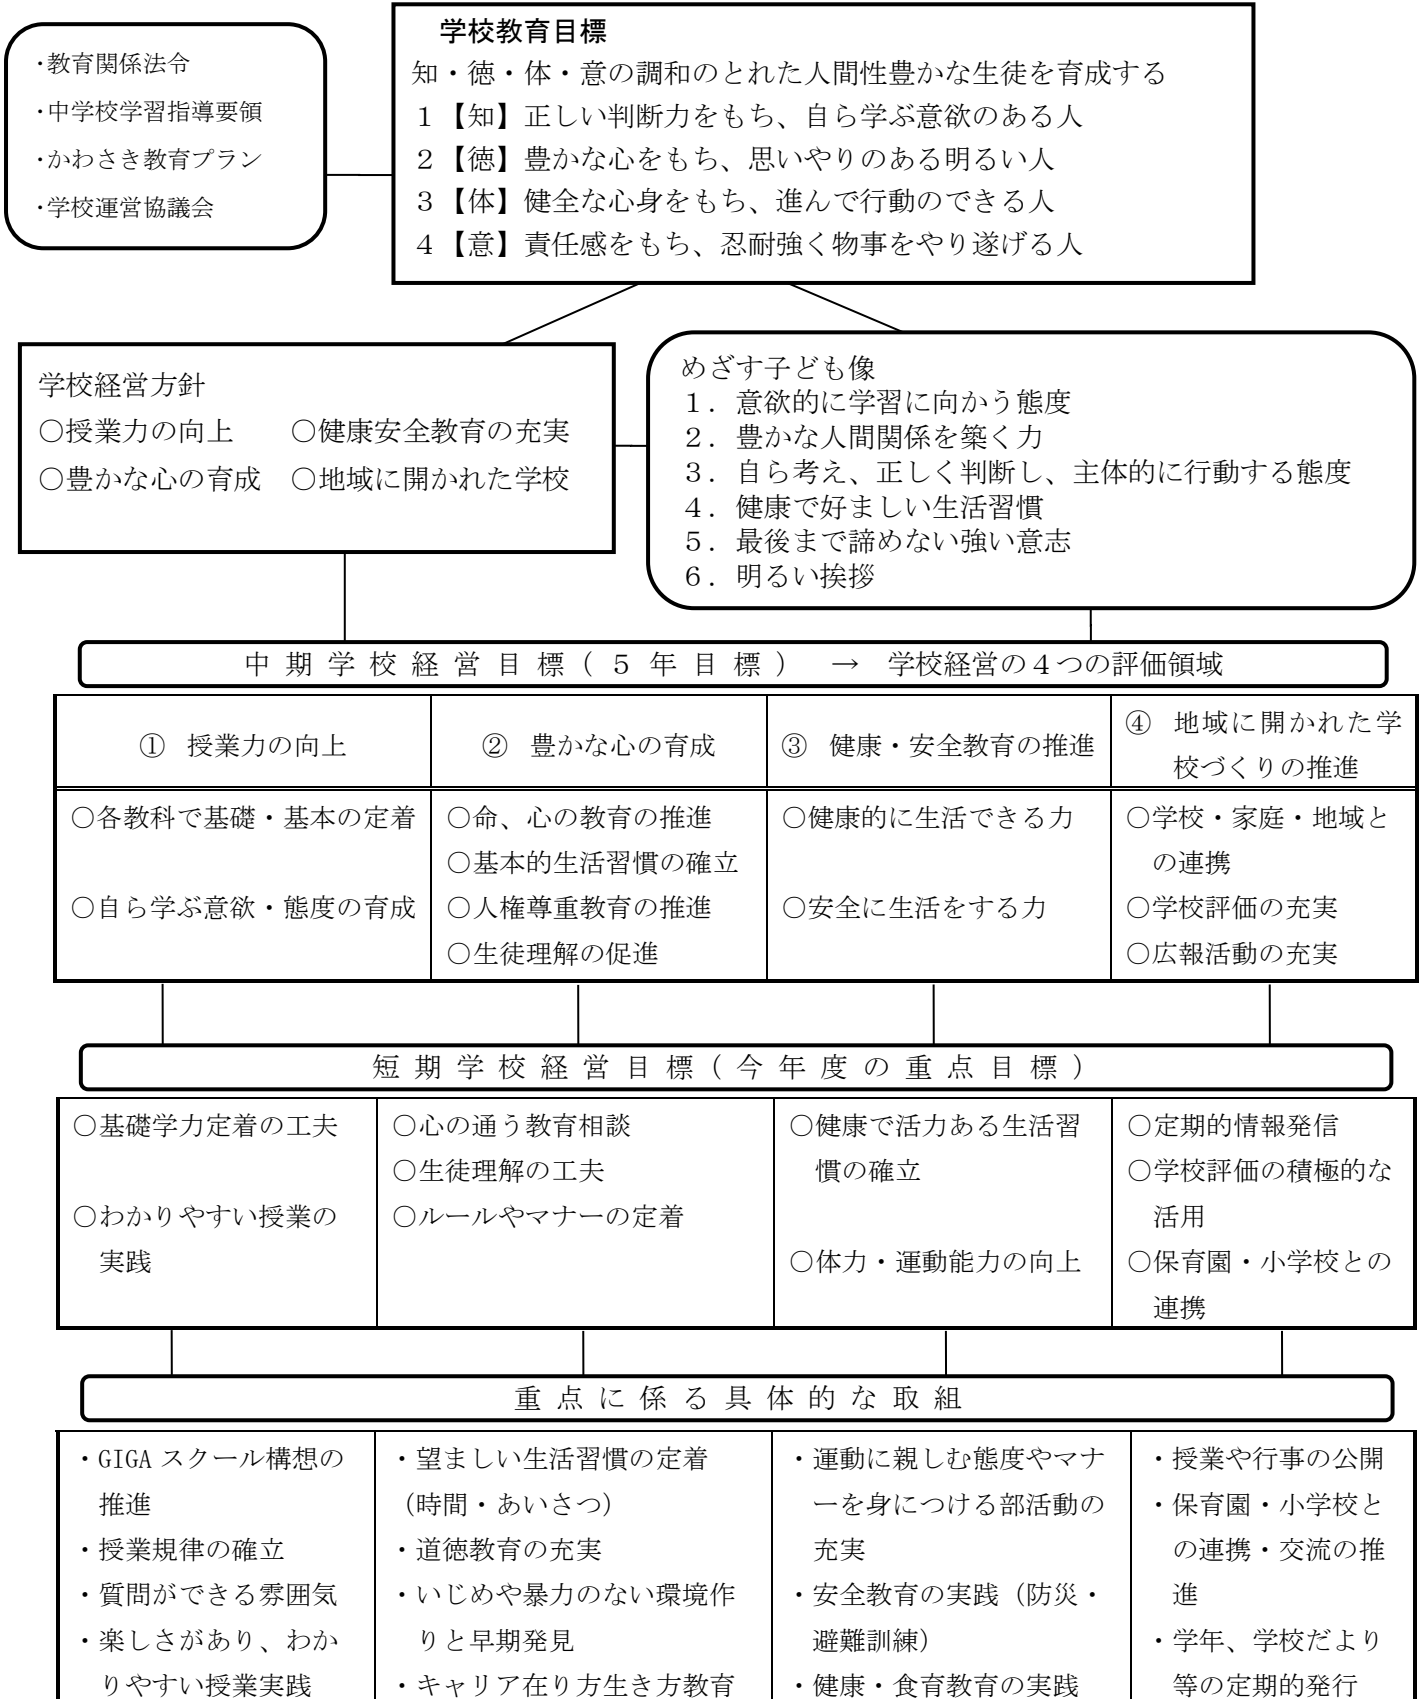 ・教育関係法令
・中学校学習指導要領
・かわさき教育プラン
・学校運営協議会
学校教育目標
知・徳・体・意の調和のとれた人間性豊かな生徒を育成する
１【知】正しい判断力をもち、自ら学ぶ意欲のある人
２【徳】豊かな心をもち、思いやりのある明るい人
３【体】健全な心身をもち、進んで行動のできる人
４【意】責任感をもち、忍耐強く物事をやり遂げる人
学校経営方針
○授業力の向上　　○健康安全教育の充実
○豊かな心の育成　○地域に開かれた学校
めざす子ども像
１．意欲的に学習に向かう態度
２．豊かな人間関係を築く力
３．自ら考え、正しく判断し、主体的に行動する態度
４．健康で好ましい生活習慣
５．最後まで諦めない強い意志
６．明るい挨拶
中期学校経営目標（５年目標）　→　学校経営の４つの評価領域
①　授業力の向上
②　豊かな心の育成
③　健康・安全教育の推進
④　地域に開かれた学
校づくりの推進
○各教科で基礎・基本の定着
○自ら学ぶ意欲・態度の育成
○命、心の教育の推進
○基本的生活習慣の確立
○人権尊重教育の推進
○生徒理解の促進
○健康的に生活できる力
○安全に生活をする力
○学校・家庭・地域と
の連携
○学校評価の充実
○広報活動の充実
短期学校経営目標（今年度の重点目標）
○基礎学力定着の工夫
○わかりやすい授業の
実践
○心の通う教育相談
○生徒理解の工夫
○ルールやマナーの定着
○健康で活力ある生活習
慣の確立
○体力・運動能力の向上
○定期的情報発信
○学校評価の積極的な
活用
○保育園・小学校との
連携
重点に係る具体的な取組
・GIGA スクール構想の
推進
・授業規律の確立
・質問ができる雰囲気
・楽しさがあり、わか
りやすい授業実践
・望ましい生活習慣の定着
（時間・あいさつ）
・道徳教育の充実
・いじめや暴力のない環境作
りと早期発見
・キャリア在り方生き方教育
・運動に親しむ態度やマナ
ーを身につける部活動の
充実
・安全教育の実践（防災・
避難訓練）
・健康・食育教育の実践
・授業や行事の公開
・保育園・小学校と
の連携・交流の推
進
・学年、学校だより
等の定期的発行